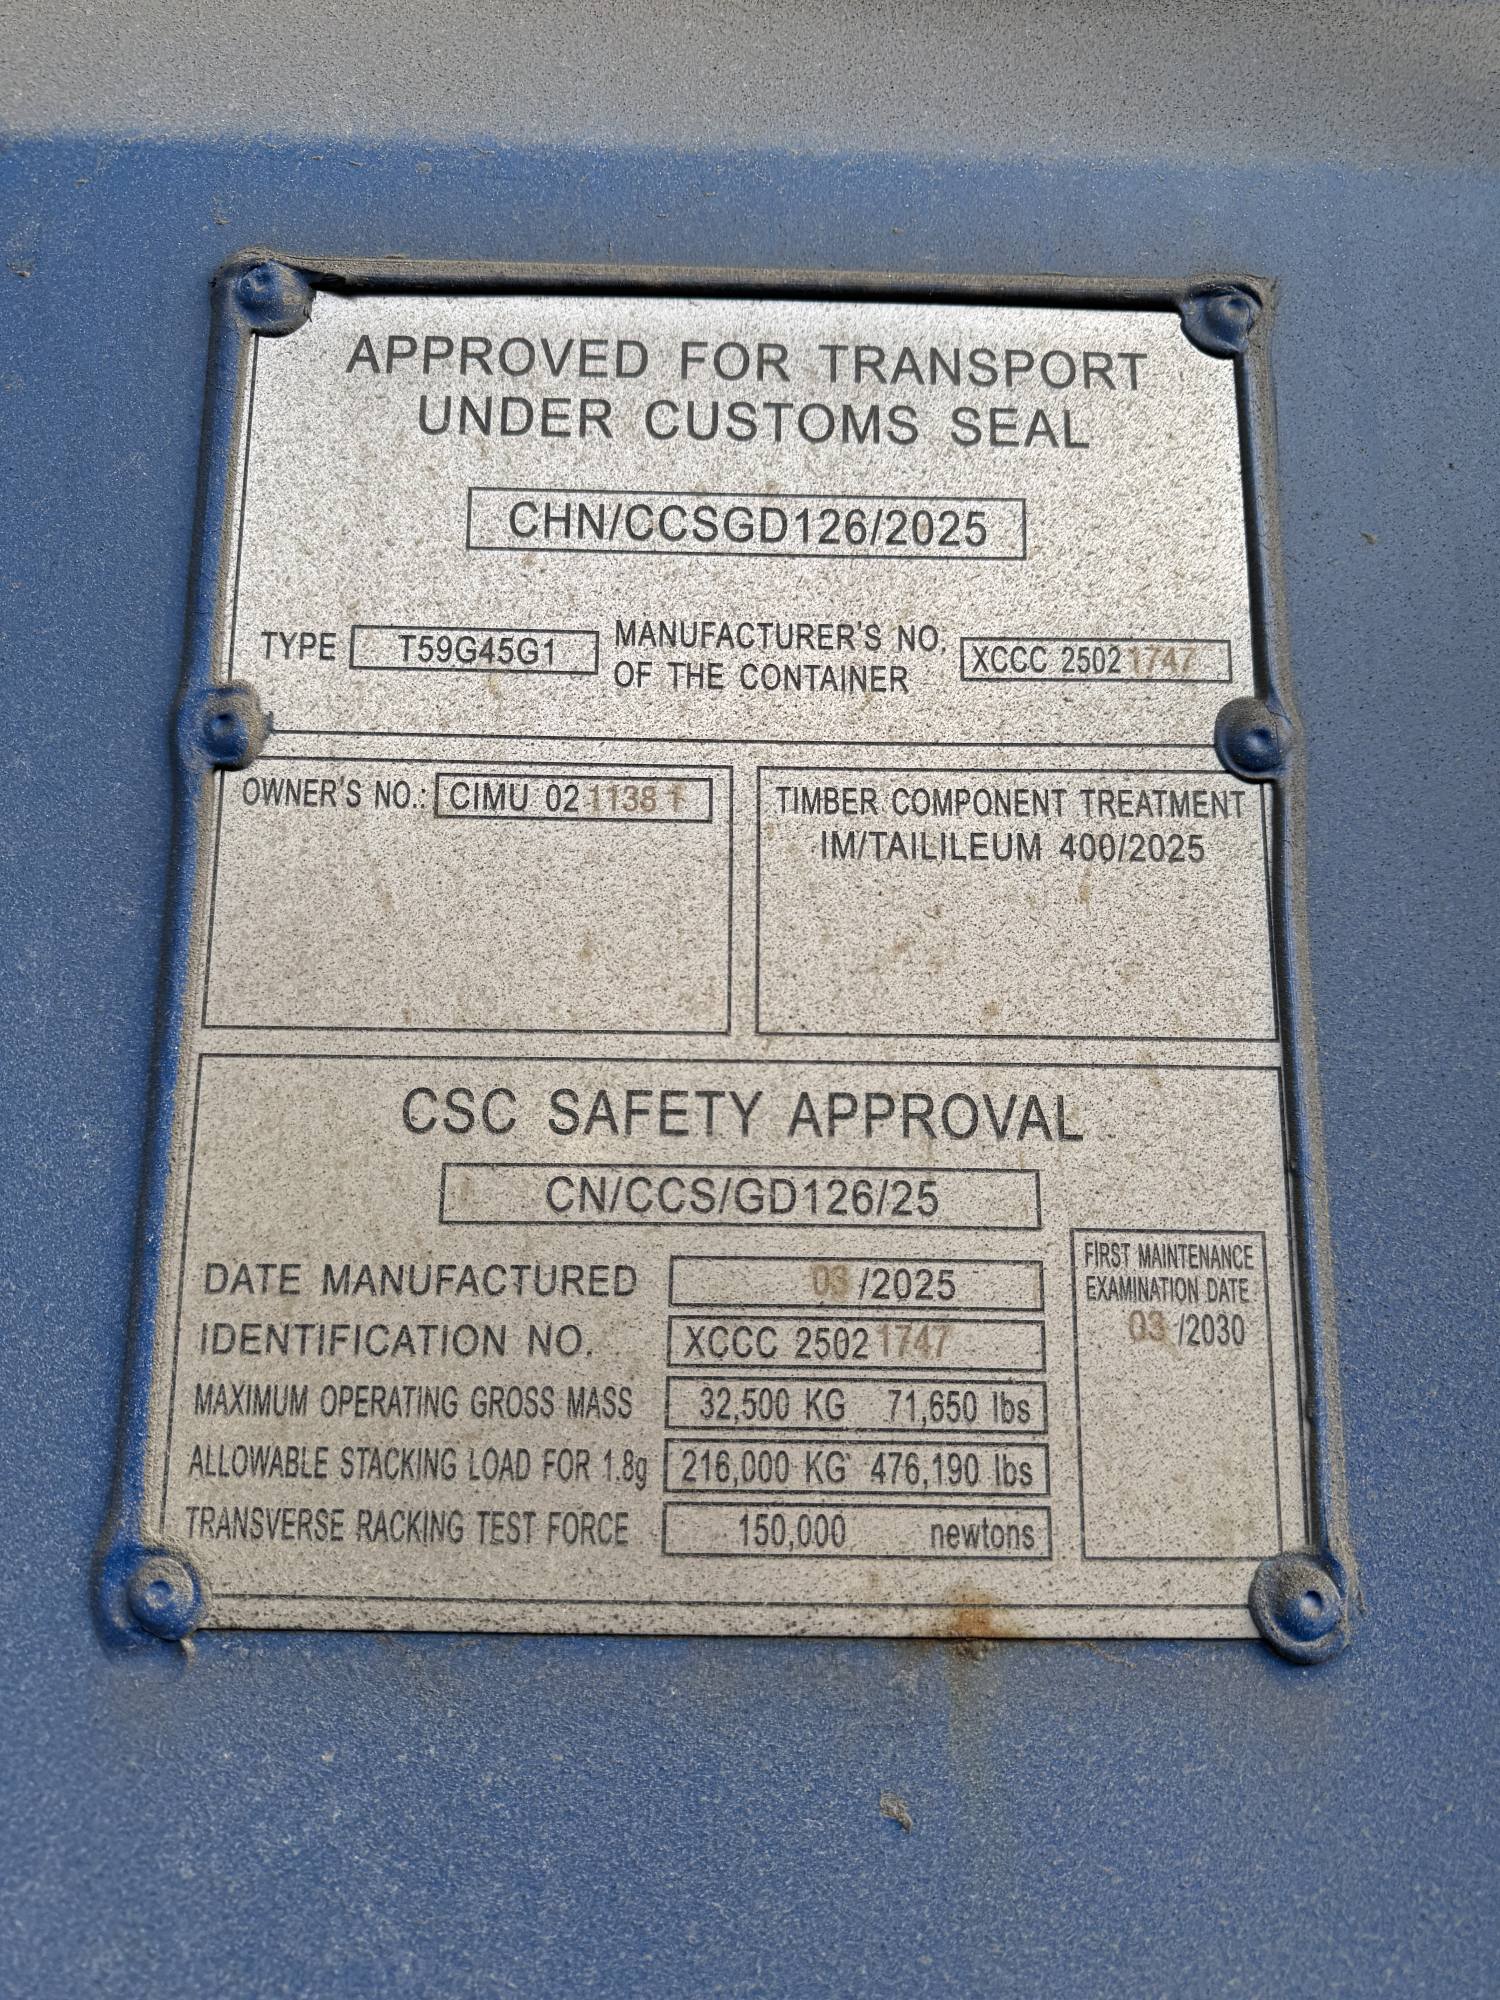 APPROVED FOR TRANSPORT
UNDER CUSTOMS SEAL
CHN/CCSGD126/2025
TYPE T59G45G1 MANUFACTURER'S NO. OF THE CONTAINER XCCC 2502 1747
OWNER'S NO.: CIMU 02 1138 1
TIMBER COMPONENT TREATMENT
IM/TAILILEUM 400/2025
CSC SAFETY APPROVAL
CN/CCS/GD126/25
DATE MANUFACTURED 03 /2025
IDENTIFICATION NO. XCCC 2502 1747
MAXIMUM OPERATING GROSS MASS 32,500 KG 71,650 lbs
ALLOWABLE STACKING LOAD FOR 1.8g 216,000 KG 476,190 lbs
TRANSVERSE RACKING TEST FORCE 150,000 newtons
FIRST MAINTENANCE
EXAMINATION DATE
03 /2030